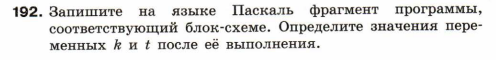 192. Запишите на языке Паскаль фрагмент программы,
соответствующий блок-схеме. Определите значения пере-
менных k и t после её выполнения.